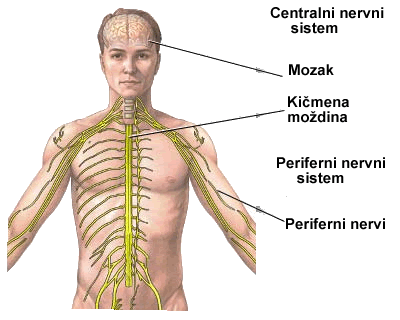 Centralni nervni
sistem
Mozak
Kičmena
moždina
Periferni nervni
sistem
Periferni nervi